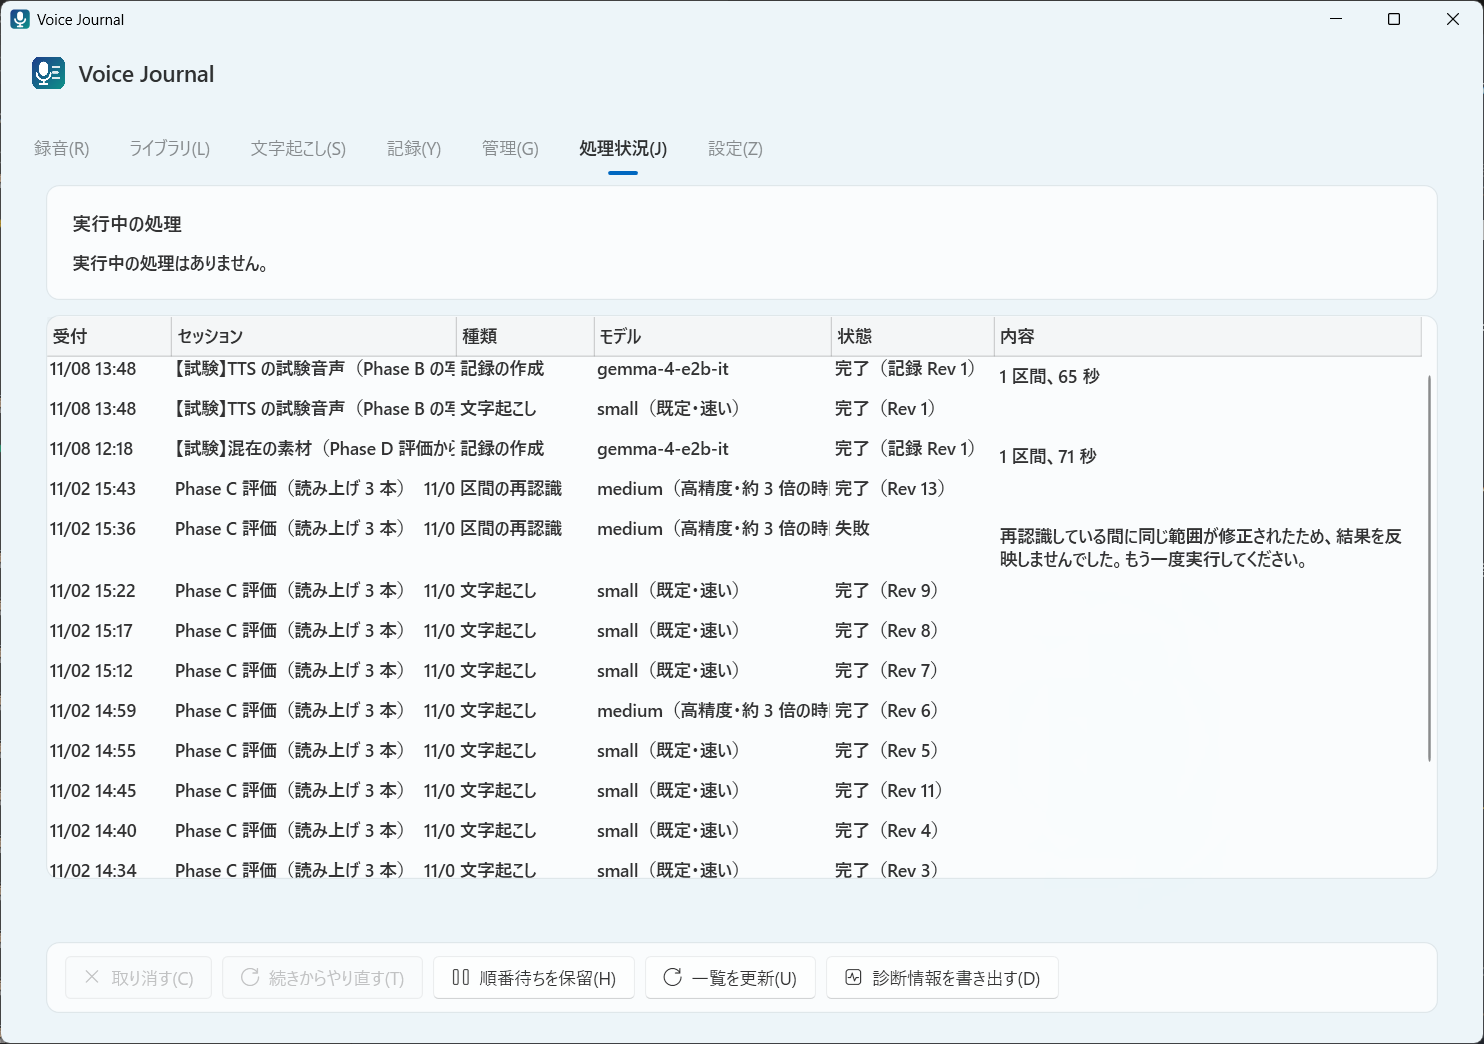 Voice Journal
Voice Journal
録音(R) ライブラリ(L) 文字起こし(S) 記録(Y) 管理(G) 処理状況(J) 設定(Z)
実行中の処理
実行中の処理はありません。
受付 セッション 種類 モデル 状態 内容
11/08 13:48 【試験】TTS の試験音声（Phase B の写 記録の作成 gemma-4-e2b-it 完了（記録 Rev 1） 1 区間、65 秒
11/08 13:48 【試験】TTS の試験音声（Phase B の写 文字起こし small（既定・速い） 完了（Rev 1）
11/08 12:18 【試験】混在の素材（Phase D 評価から 記録の作成 gemma-4-e2b-it 完了（記録 Rev 1） 1 区間、71 秒
11/02 15:43 Phase C 評価（読み上げ 3 本） 11/0 区間の再認識 medium（高精度・約 3 倍の時 完了（Rev 13）
11/02 15:36 Phase C 評価（読み上げ 3 本） 11/0 区間の再認識 medium（高精度・約 3 倍の時 失敗 再認識している間に同じ範囲が修正されたため、結果を反
映しませんでした。もう一度実行してください。
11/02 15:22 Phase C 評価（読み上げ 3 本） 11/0 文字起こし small（既定・速い） 完了（Rev 9）
11/02 15:17 Phase C 評価（読み上げ 3 本） 11/0 文字起こし small（既定・速い） 完了（Rev 8）
11/02 15:12 Phase C 評価（読み上げ 3 本） 11/0 文字起こし small（既定・速い） 完了（Rev 7）
11/02 14:59 Phase C 評価（読み上げ 3 本） 11/0 文字起こし medium（高精度・約 3 倍の時 完了（Rev 6）
11/02 14:55 Phase C 評価（読み上げ 3 本） 11/0 文字起こし small（既定・速い） 完了（Rev 5）
11/02 14:45 Phase C 評価（読み上げ 3 本） 11/0 文字起こし small（既定・速い） 完了（Rev 11）
11/02 14:40 Phase C 評価（読み上げ 3 本） 11/0 文字起こし small（既定・速い） 完了（Rev 4）
11/02 14:34 Phase C 評価（読み上げ 3 本） 11/0 文字起こし small（既定・速い） 完了（Rev 3）
取り消す(C) 続きからやり直す(T) 順番待ちを保留(H) 一覧を更新(U) 診断情報を書き出す(D)